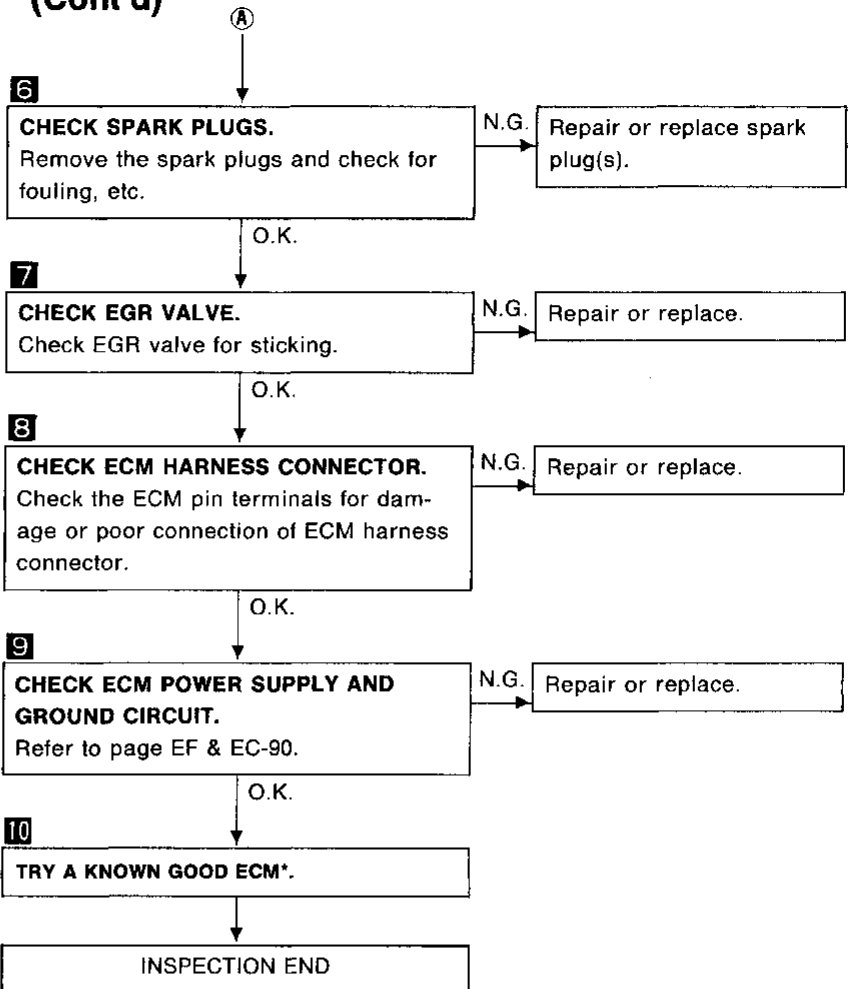 (Cont'd)
A
6
CHECK SPARK PLUGS.
Remove the spark plugs and check for
fouling, etc.
N.G.
Repair or replace spark
plug(s).
O.K.
7
CHECK EGR VALVE.
Check EGR valve for sticking.
N.G.
Repair or replace.
O.K.
8
CHECK ECM HARNESS CONNECTOR.
Check the ECM pin terminals for dam-
age or poor connection of ECM harness
connector.
N.G.
Repair or replace.
O.K.
9
CHECK ECM POWER SUPPLY AND
GROUND CIRCUIT.
Refer to page EF & EC-90.
N.G.
Repair or replace.
O.K.
10
TRY A KNOWN GOOD ECM*.
INSPECTION END